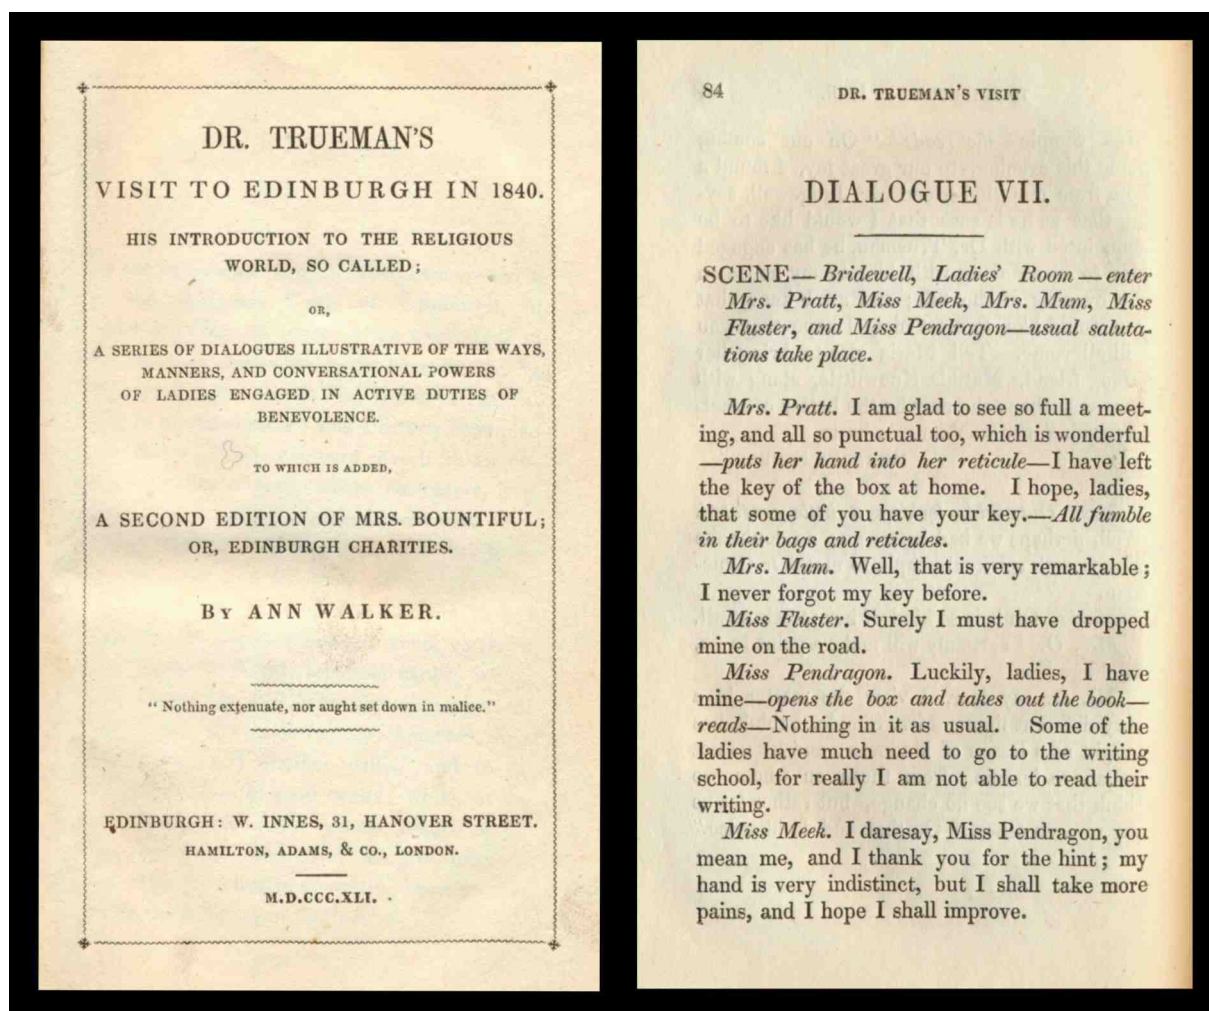 DR. TRUEMAN'S
VISIT TO EDINBURGH IN 1840.
HIS INTRODUCTION TO THE RELIGIOUS
WORLD, SO CALLED;
OR,
A SERIES OF DIALOGUES ILLUSTRATIVE OF THE WAYS,
MANNERS, AND CONVERSATIONAL POWERS
OF LADIES ENGAGED IN ACTIVE DUTIES OF
BENEVOLENCE.
TO WHICH IS ADDED,
A SECOND EDITION OF MRS. BOUNTIFUL;
OR, EDINBURGH CHARITIES.
BY ANN WALKER.
"Nothing extenuate, nor aught set down in malice."
EDINBURGH: W. INNES, 31, HANOVER STREET.
HAMILTON, ADAMS, & CO., LONDON.
M.D.CCC.XLI.
84 DR. TRUEMAN'S VISIT
DIALOGUE VII.
SCENE—Bridewell, Ladies' Room—enter
Mrs. Pratt, Miss Meek, Mrs. Mum, Miss
Fluster, and Miss Pendragon—usual saluta-
tions take place.
Mrs. Pratt. I am glad to see so full a meet-
ing, and all so punctual too, which is wonderful
—puts her hand into her reticule—I have left
the key of the box at home. I hope, ladies,
that some of you have your key.—All fumble
in their bags and reticules.
Mrs. Mum. Well, that is very remarkable;
I never forgot my key before.
Miss Fluster. Surely I must have dropped
mine on the road.
Miss Pendragon. Luckily, ladies, I have
mine—opens the box and takes out the book—
reads—Nothing in it as usual. Some of the
ladies have much need to go to the writing
school, for really I am not able to read their
writing.
Miss Meek. I daresay, Miss Pendragon, you
mean me, and I thank you for the hint; my
hand is very indistinct, but I shall take more
pains, and I hope I shall improve.